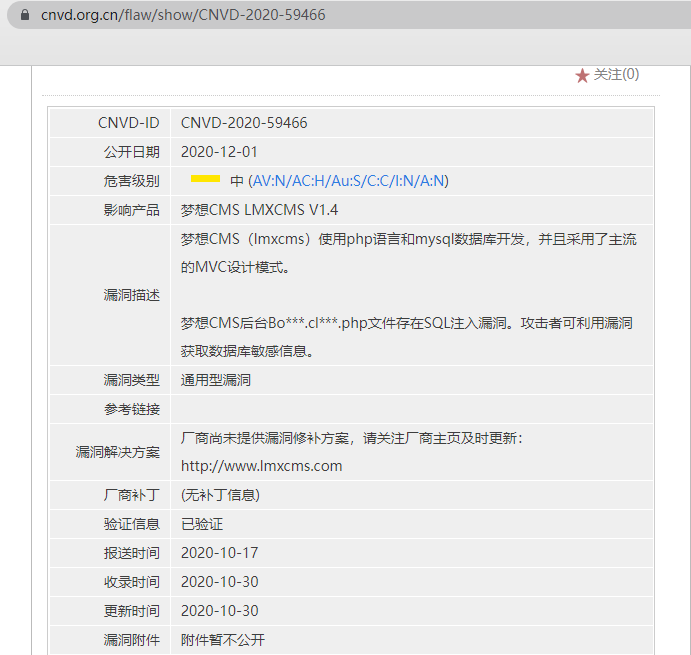 cnvd.org.cn/flaw/show/CNVD-2020-59466
关注(0)
CNVD-ID CNVD-2020-59466
公开日期 2020-12-01
危害级别 中 (AV:N/AC:H/Au:S/C:C/I:N/A:N)
影响产品 梦想CMS LMXCMS V1.4
漏洞描述 梦想CMS（lmxcms）使用php语言和mysql数据库开发，并且采用了主流
的MVC设计模式。
梦想CMS后台Bo***.cl***.php文件存在SQL注入漏洞。攻击者可利用漏洞
获取数据库敏感信息。
漏洞类型 通用型漏洞
参考链接
漏洞解决方案 厂商尚未提供漏洞修补方案，请关注厂商主页及时更新：
http://www.lmxcms.com
厂商补丁 (无补丁信息)
验证信息 已验证
报送时间 2020-10-17
收录时间 2020-10-30
更新时间 2020-10-30
漏洞附件 附件暂不公开